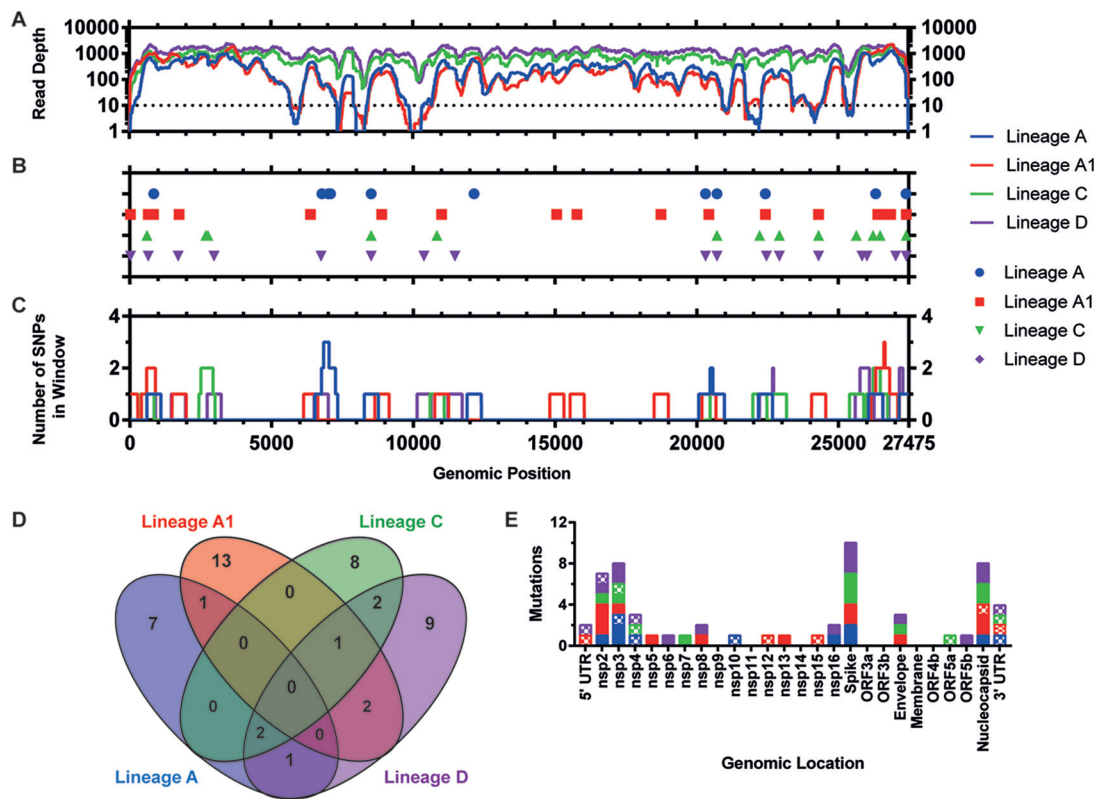 A
10000
1000
100
10
1
Read Depth
10000
1000
100
10
1
Lineage A
Lineage A1
Lineage C
Lineage D
B
Lineage A
Lineage A1
Lineage C
Lineage D
C
4
2
0
Number of SNPs
in Window
4
2
0
0
5000
10000
15000
20000
25000
27475
Genomic Position
D
Lineage A1
Lineage C
13
8
0
7
1
2
9
0
1
0
0
2
2
0
1
Lineage A
Lineage D
E
12
8
4
0
Mutations
5' UTR
nsp2
nsp3
nsp4
nsp5
nsp6
nsp7
nsp8
nsp9
nsp10
nsp11
nsp12
nsp13
nsp14
nsp15
nsp16
Spike
ORF3a
ORF3b
Envelope
Membrane
ORF4b
ORF5a
ORF5b
Nucleocapsid
3' UTR
Genomic Location